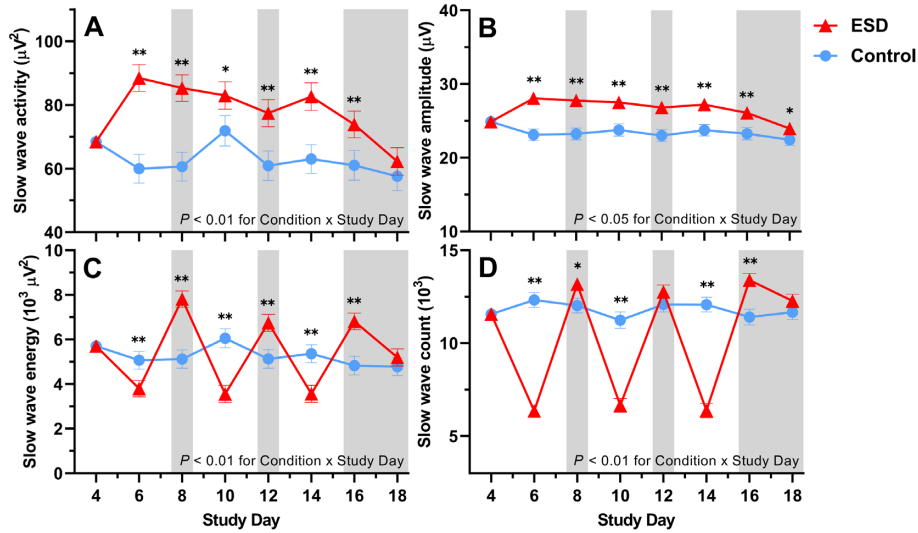 A
Slow wave activity (μV²)
110
80
60
40
**
**
*
**
**
**
P < 0.01 for Condition x Study Day
B
Slow wave amplitude (μV)
40
30
20
10
**
**
**
**
**
**
*
P < 0.05 for Condition x Study Day
ESD
Control
C
Slow wave energy (10³ μV²)
10
8
6
4
2
0
**
**
**
**
**
**
P < 0.01 for Condition x Study Day
4 6 8 10 12 14 16 18
Study Day
D
Slow wave count (10³)
15
10
5
**
*
**
**
**
P < 0.01 for Condition x Study Day
4 6 8 10 12 14 16 18
Study Day